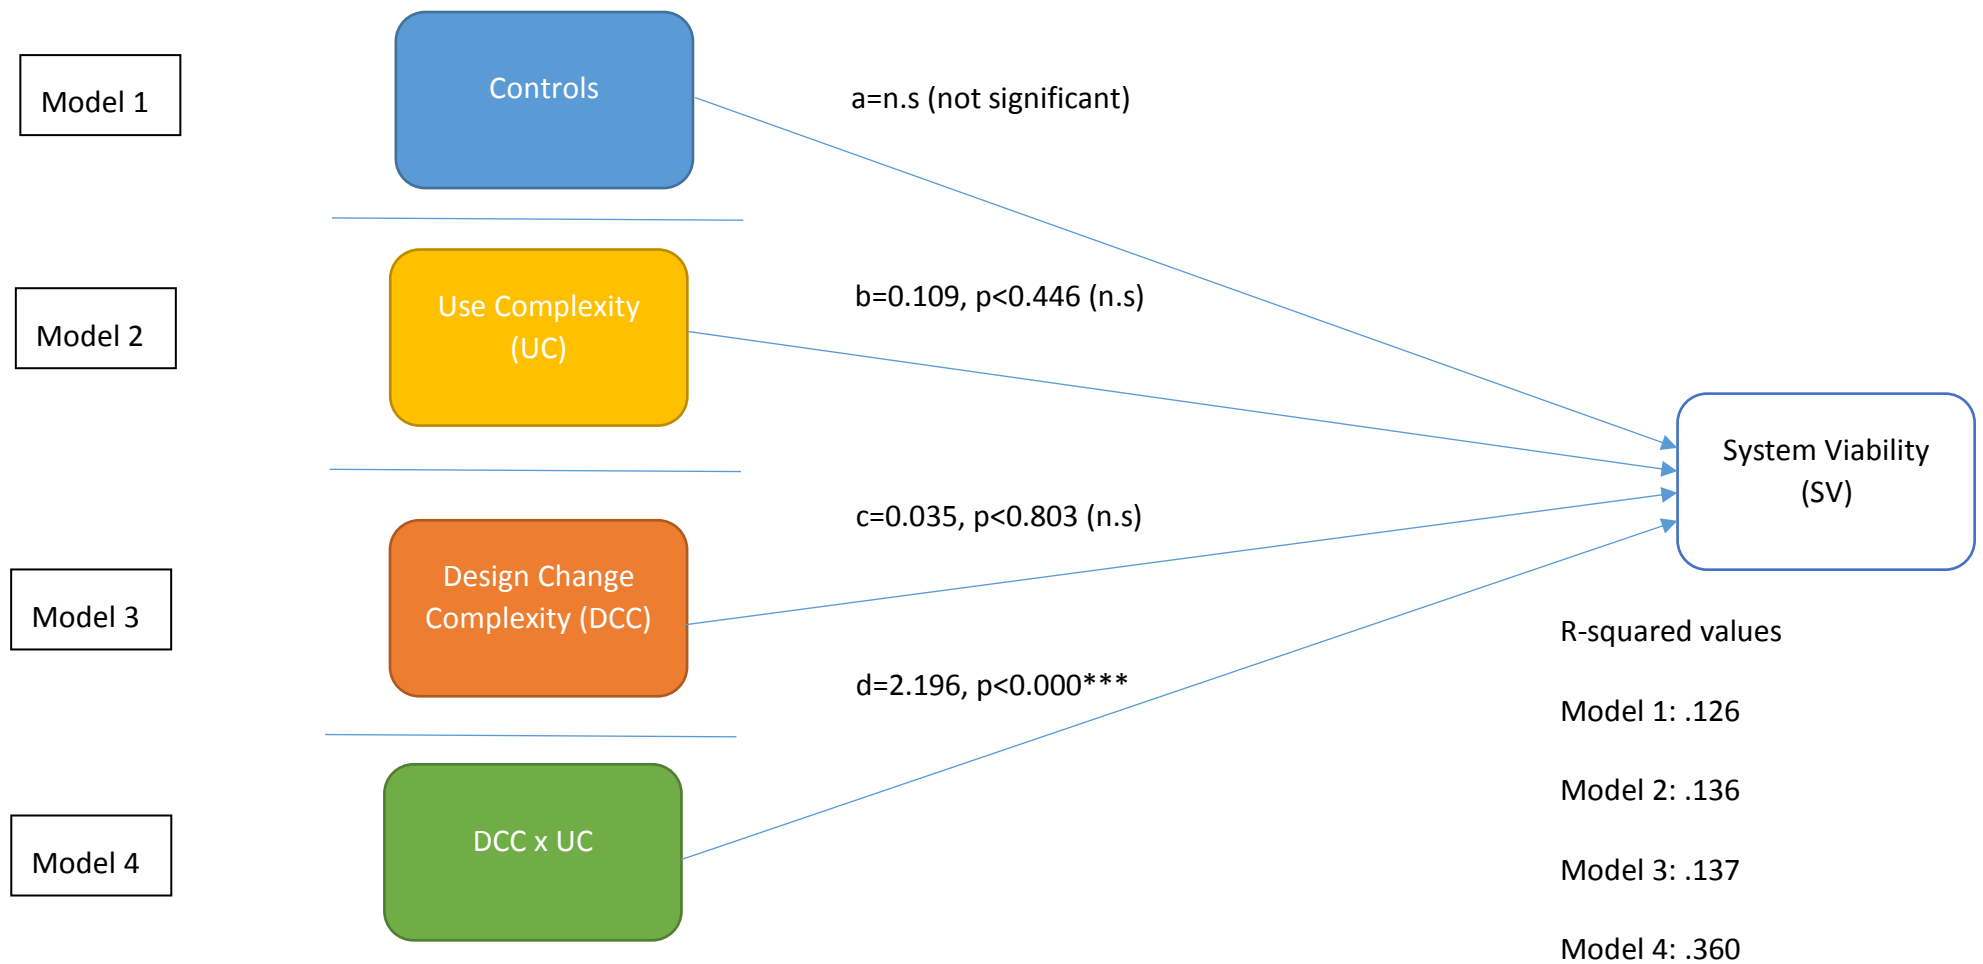 Model 1
Controls
a=n.s (not significant)
Model 2
Use Complexity
(UC)
b=0.109, p<0.446 (n.s)
System Viability
(SV)
Model 3
Design Change
Complexity (DCC)
c=0.035, p<0.803 (n.s)
d=2.196, p<0.000***
Model 4
DCC x UC
R-squared values
Model 1: .126
Model 2: .136
Model 3: .137
Model 4: .360